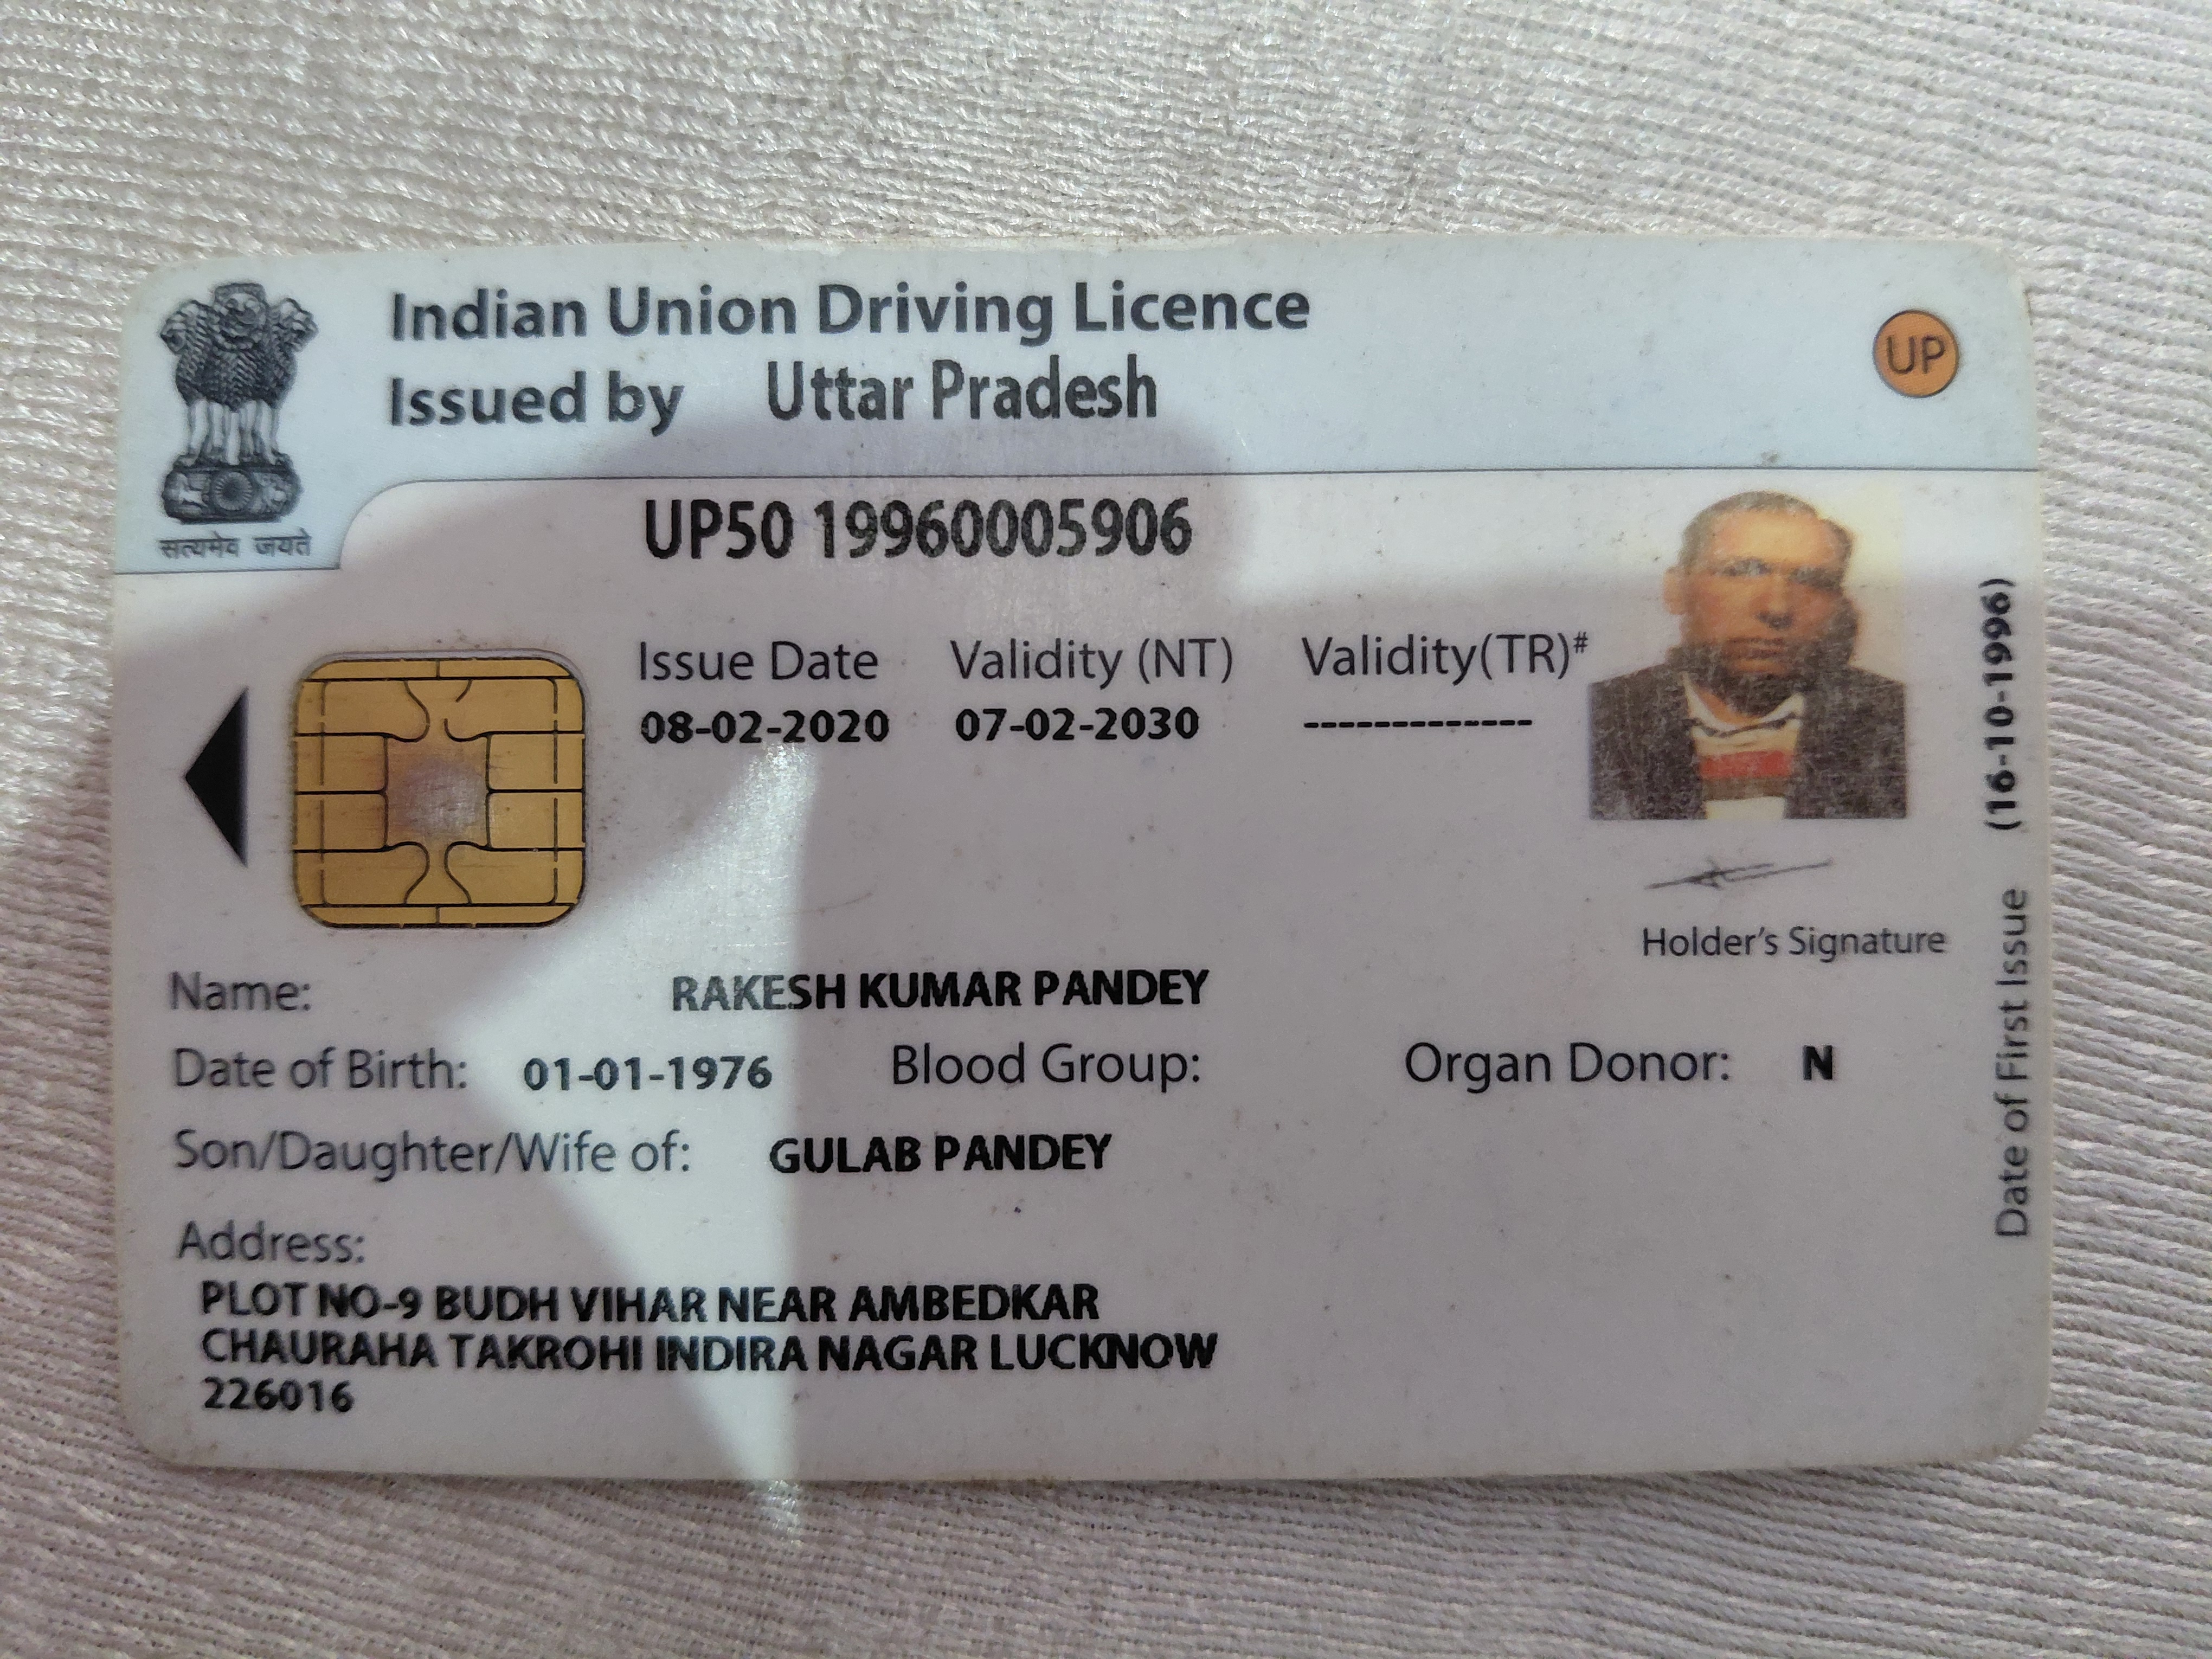 Indian Union Driving Licence
Issued by Uttar Pradesh
UP
सत्यमेव जयते
UP50 19960005906
Issue Date Validity (NT) Validity(TR)#
08-02-2020 07-02-2030 -------------
Holder's Signature
Date of First Issue (16-10-1996)
Name: RAKESH KUMAR PANDEY
Date of Birth: 01-01-1976 Blood Group: Organ Donor: N
Son/Daughter/Wife of: GULAB PANDEY
Address:
PLOT NO-9 BUDH VIHAR NEAR AMBEDKAR
CHAURAHA TAKROHI INDIRA NAGAR LUCKNOW
226016